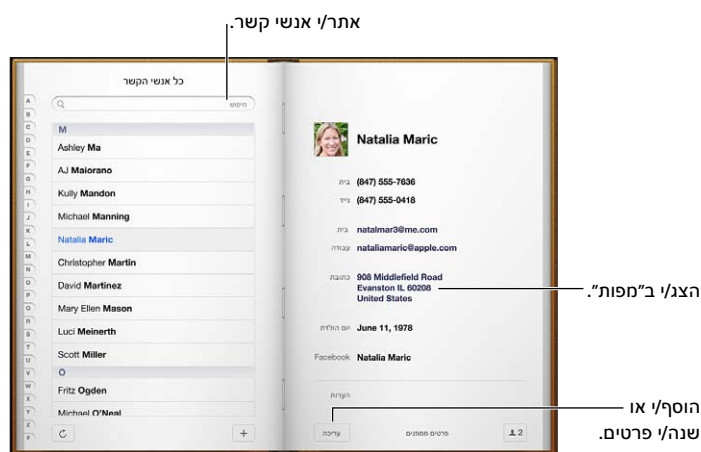 אתר/י אנשי קשר.
כל אנשי הקשר
חיפוש
A
B
C
D
E
F
G
H
I
J
K
L
M
N
O
P
Q
R
S
T
U
V
W
X
Y
Z
#
M
Ashley Ma
AJ Maiorano
Kully Mandon
Michael Manning
Natalia Maric
Christopher Martin
David Martinez
Mary Ellen Mason
Luci Meinerth
Scott Miller
O
Fritz Ogden
Michael O'Neal
+
Natalia Maric
בית (847) 555-7636
נייד (847) 555-0418
בית natalmar3@me.com
עבודה nataliamaric@apple.com
כתובת 908 Middlefield Road
Evanston IL 60208
United States
יום הולדת June 11, 1978
Facebook Natalia Maric
הערות
עריכה
פרטים ממוזגים
2
הצג/י ב"מפות".
הוסף/י או
שנה/י פרטים.